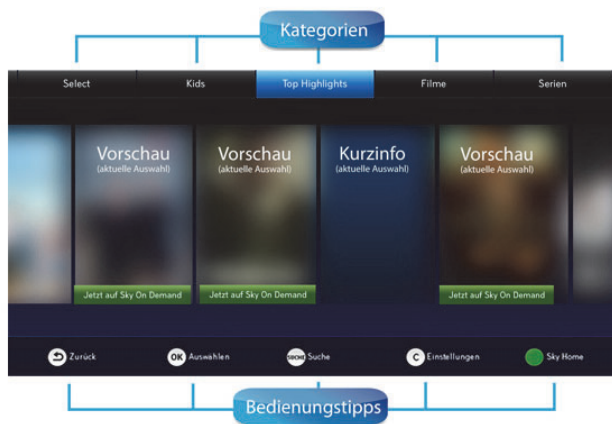 Kategorien
Select Kids Top Highlights Filme Serien
Vorschau Vorschau Kurzinfo Vorschau
(aktuelle Auswahl) (aktuelle Auswahl) (aktuelle Auswahl) (aktuelle Auswahl)
Jetzt auf Sky On Demand Jetzt auf Sky On Demand Jetzt auf Sky On Demand
Zurück OK Auswählen SUCHE Suche C Einstellungen Sky Home
Bedienungstipps